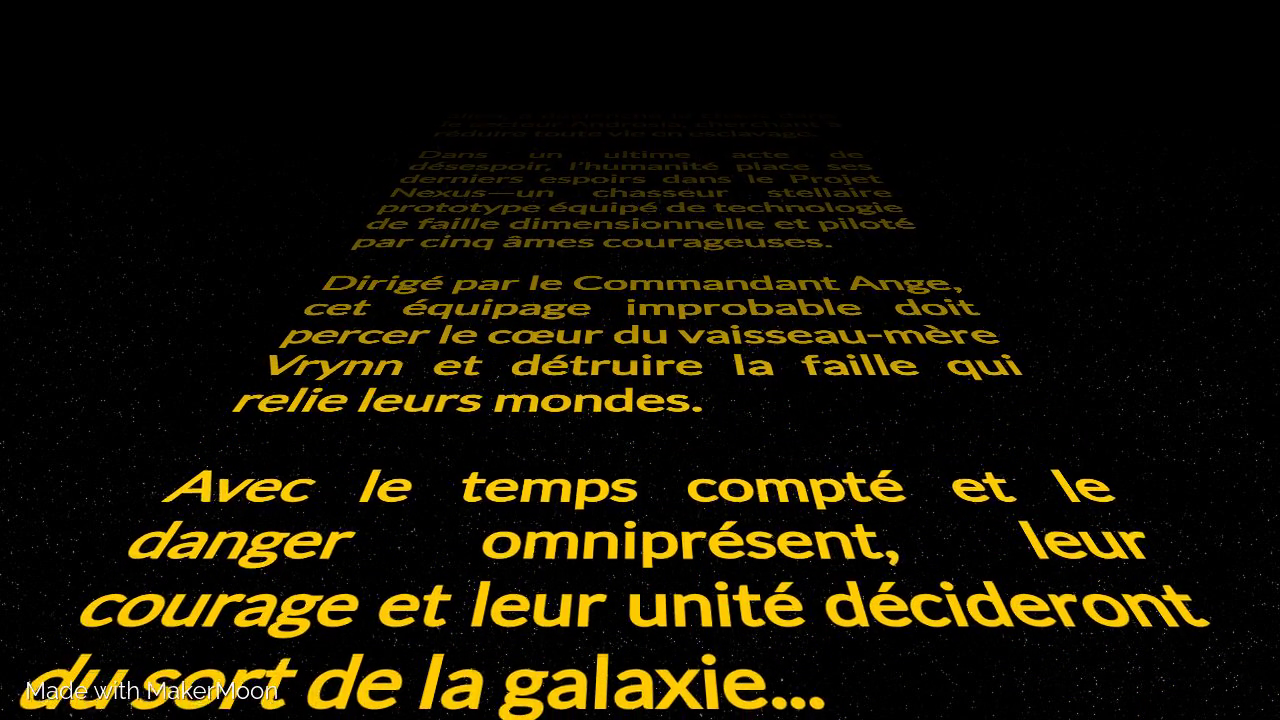 réduire toute vie en esclavage.
Dans un ultime acte de
désespoir, l'humanité place ses
derniers espoirs dans le Projet
Nexus—un chasseur stellaire
prototype équipé de technologie
de faille dimensionnelle et piloté
par cinq âmes courageuses.
Dirigé par le Commandant Ange,
cet équipage improbable doit
percer le cœur du vaisseau-mère
Vrynn et détruire la faille qui
relie leurs mondes.
Avec le temps compté et le
danger omniprésent, leur
courage et leur unité décideront
du sort de la galaxie...
Made with MakerMoon